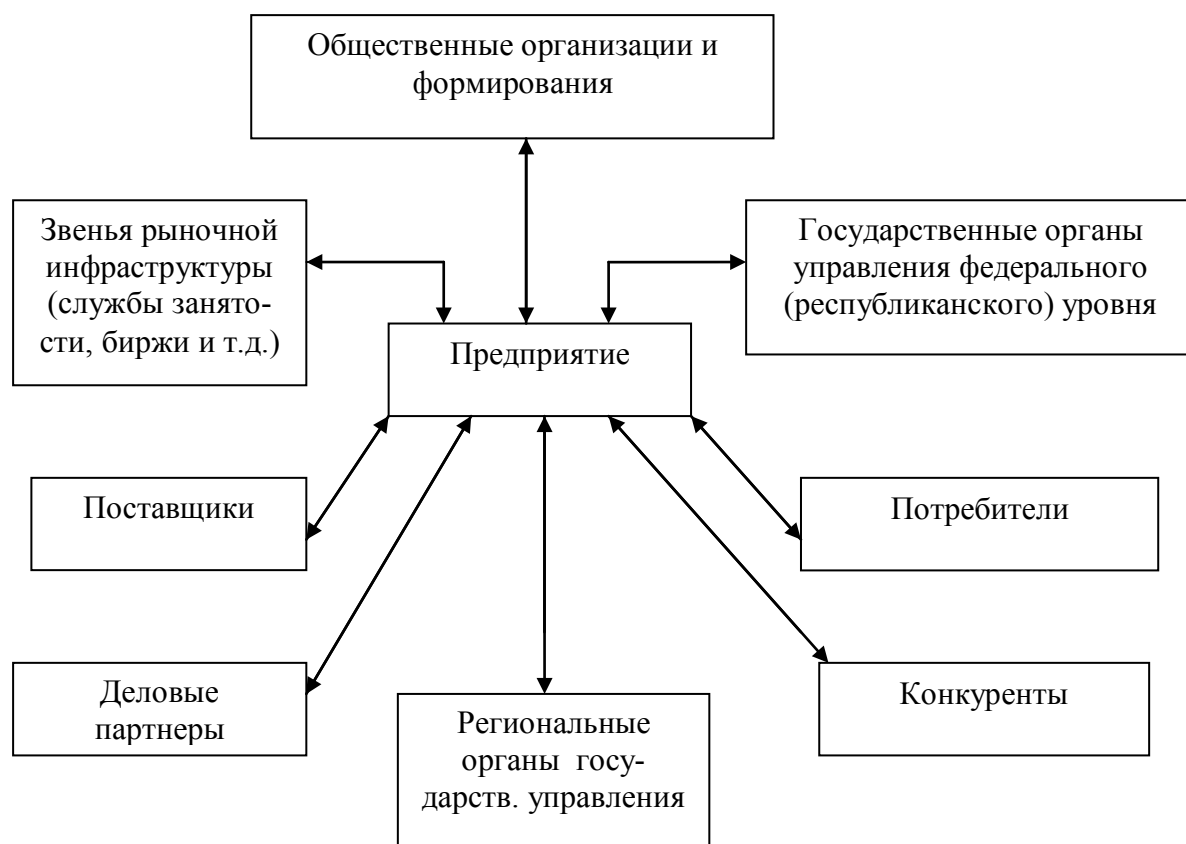 Общественные организации и
формирования
Звенья рыночной
инфраструктуры
(службы занято-
сти, биржи и т.д.)
Государственные органы
управления федерального
(республиканского) уровня
Предприятие
Поставщики
Потребители
Деловые
партнеры
Региональные
органы госу-
дарств. управления
Конкуренты